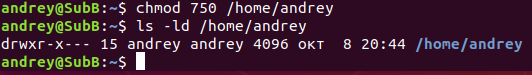 andrey@SubB:~$ chmod 750 /home/andrey
andrey@SubB:~$ ls -ld /home/andrey
drwxr-x--- 15 andrey andrey 4096 окт  8 20:44 /home/andrey
andrey@SubB:~$